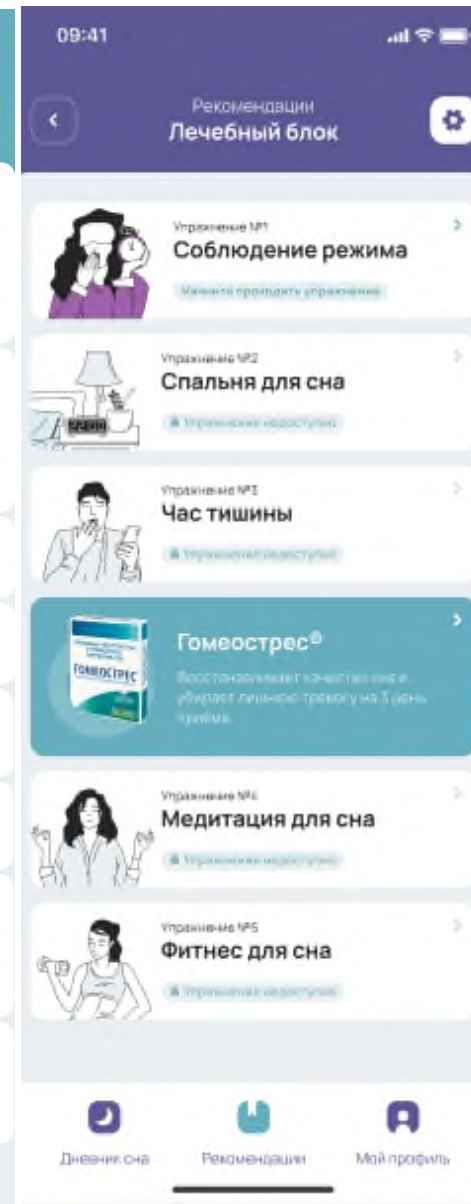 09:41
Рекомендации
Лечебный блок
Упражнение №1
Соблюдение режима
Начните проходить упражнение
Упражнение №2
Спальня для сна
Упражнение недоступно
Упражнение №3
Час тишины
Упражнение недоступно
ГОМЕОСТРЕС
Гомеострес®
Восстанавливает качество сна и
убирает лишнюю тревогу на 3 день
приёма
Упражнение №4
Медитация для сна
Упражнение недоступно
Упражнение №5
Фитнес для сна
Упражнение недоступно
Дневник сна
Рекомендации
Мой профиль